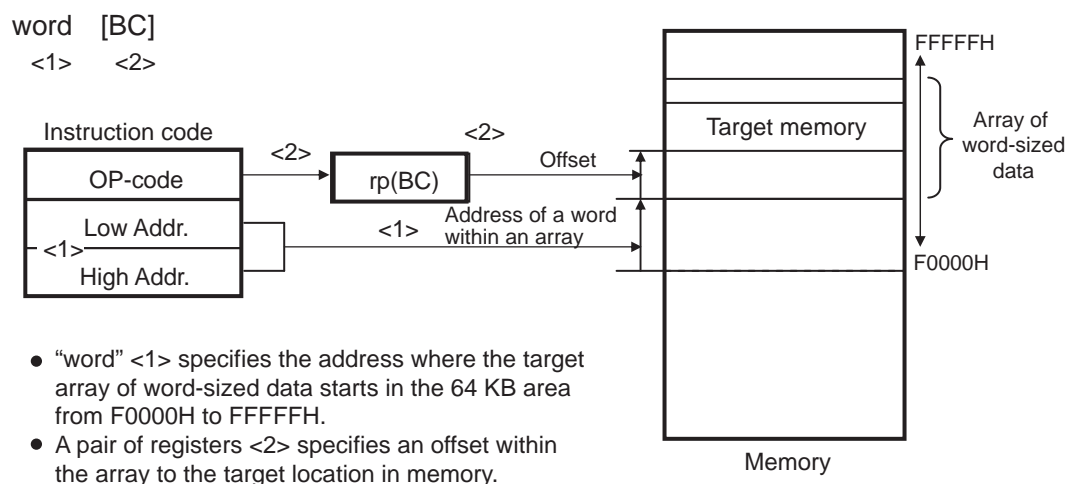 word [BC]
<1> <2>
Instruction code
OP-code
Low Addr.
<1>
High Addr.
<2>
rp(BC)
<2>
Offset
<1>
Address of a word
within an array
Target memory
FFFFFH
Array of
word-sized
data
F0000H
Memory
● “word” <1> specifies the address where the target
array of word-sized data starts in the 64 KB area
from F0000H to FFFFFH.
● A pair of registers <2> specifies an offset within
the array to the target location in memory.